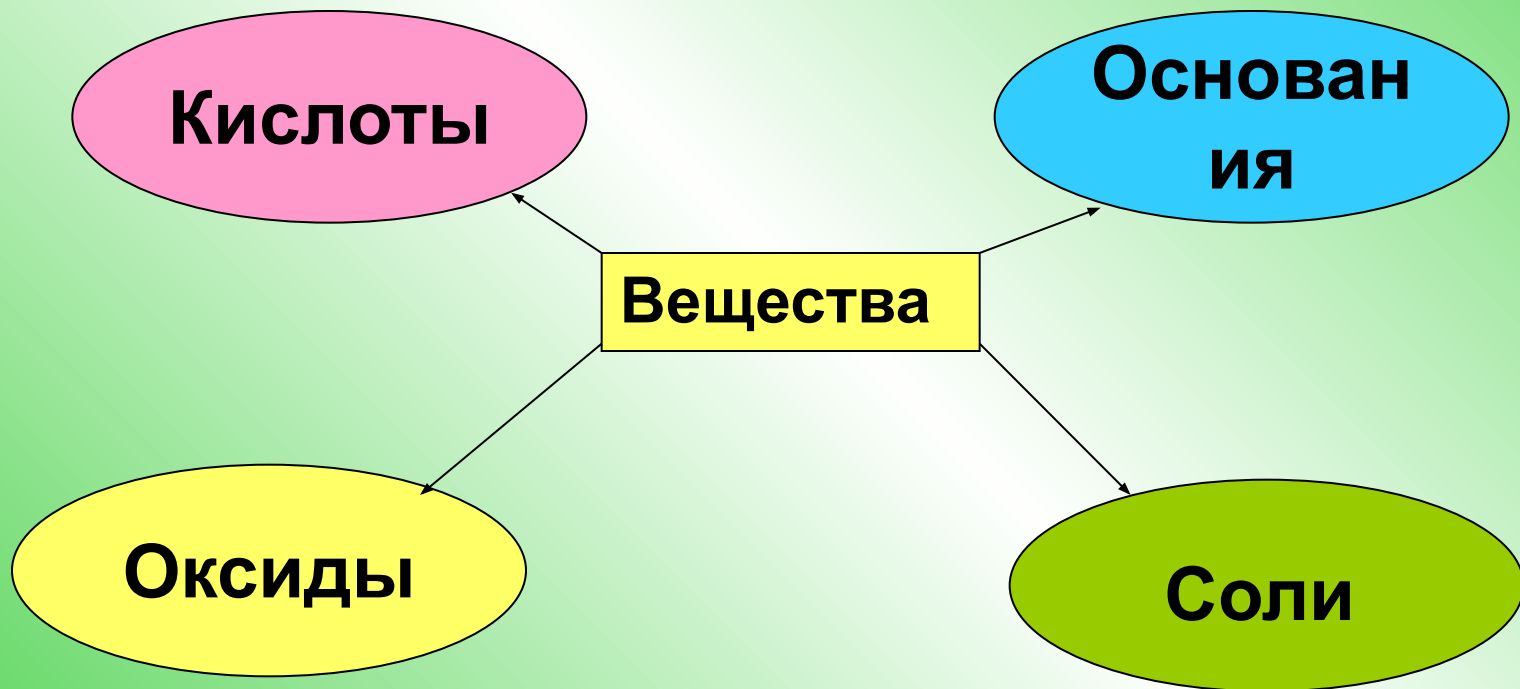 Кислоты
Основан
ия
Вещества
Оксиды
Соли